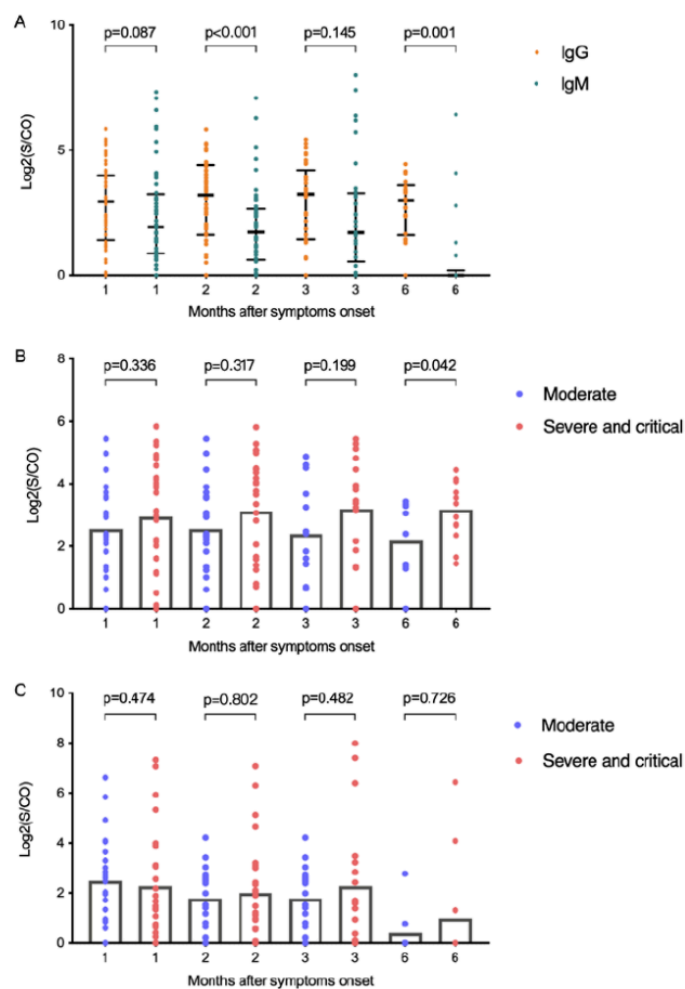 A
p=0.087 p<0.001 p=0.145 p=0.001
IgG
IgM
Log2(S/CO)
10
5
0
1 1 2 2 3 3 6 6
Months after symptoms onset
B
p=0.336 p=0.317 p=0.199 p=0.042
Moderate
Severe and critical
Log2(S/CO)
8
6
4
2
0
1 1 2 2 3 3 6 6
Months after symptoms onset
C
p=0.474 p=0.802 p=0.482 p=0.726
Moderate
Severe and critical
Log2(S/CO)
10
8
6
4
2
0
1 1 2 2 3 3 6 6
Months after symptoms onset